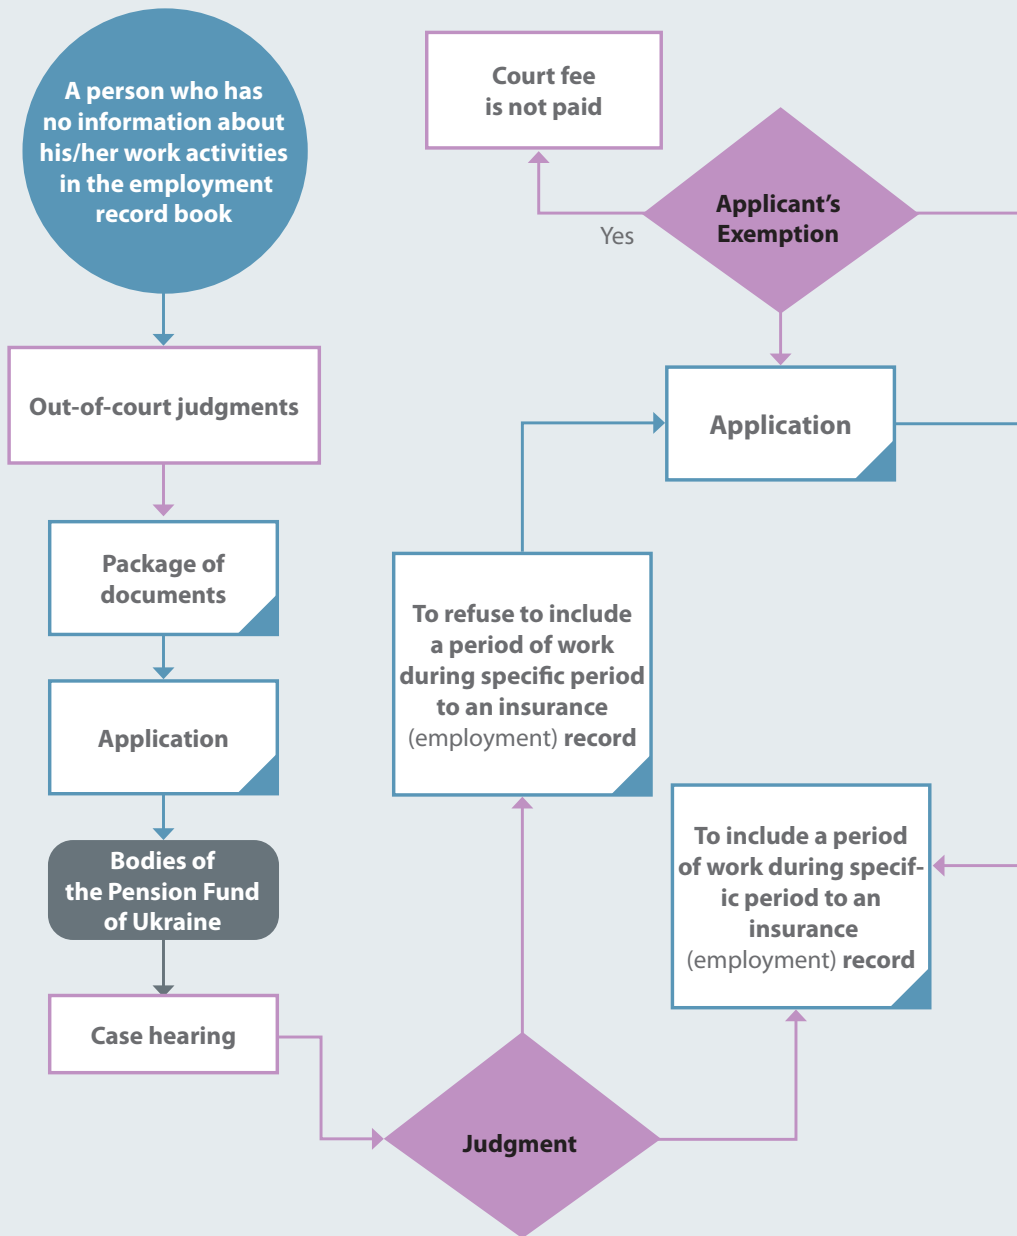 A person who has
no information about
his/her work activities
in the employment
record book
Out-of-court judgments
Package of
documents
Application
Bodies of
the Pension Fund
of Ukraine
Case hearing
Judgment
To refuse to include
a period of work
during specific period
to an insurance
(employment) record
To include a period
of work during specif-
ic period to an
insurance
(employment) record
Application
Applicant's
Exemption
Yes
Court fee
is not paid